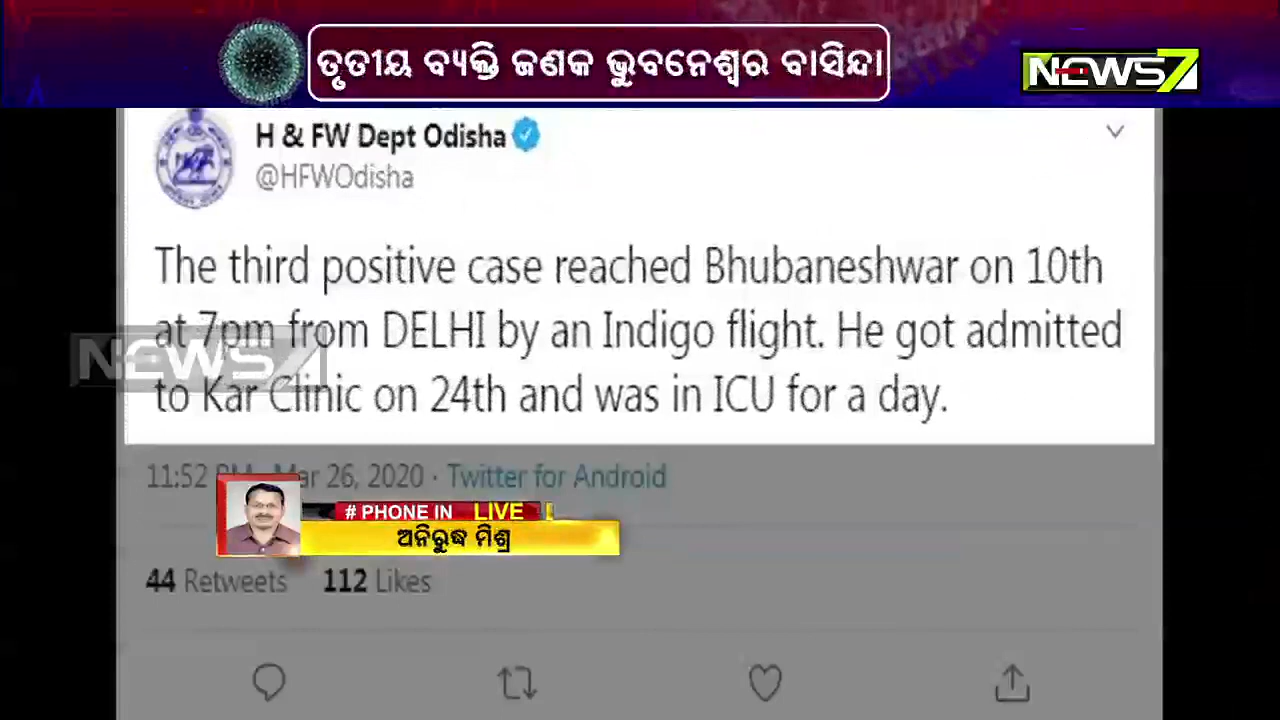 ତୃତୀୟ ବ୍ୟକ୍ତି ଜଣକ ଭୁବନେଶ୍ୱର ବାସିନ୍ଦା
NEWS7
H & FW Dept Odisha
@HFWOdisha
The third positive case reached Bhubaneshwar on 10th
at 7pm from DELHI by an Indigo flight. He got admitted
to Kar Clinic on 24th and was in ICU for a day.
NEWS7
11:52 PM · Mar 26, 2020 · Twitter for Android
# PHONE IN LIVE
ଅନିରୁଦ୍ଧ ମିଶ୍ର
44 Retweets 112 Likes